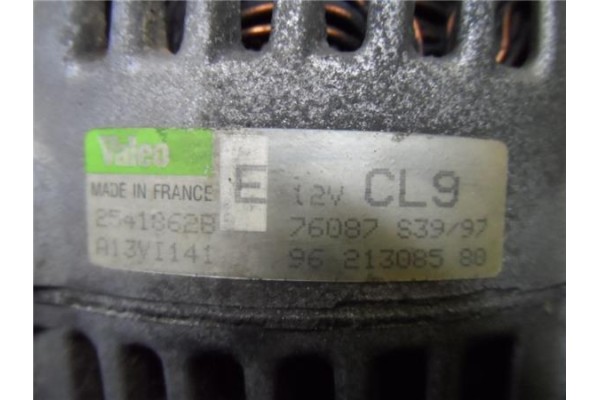 Valeo
MADE IN FRANCE E 12V CL9
2541862B 76087 S39/97
A13VI141 96 213085 80